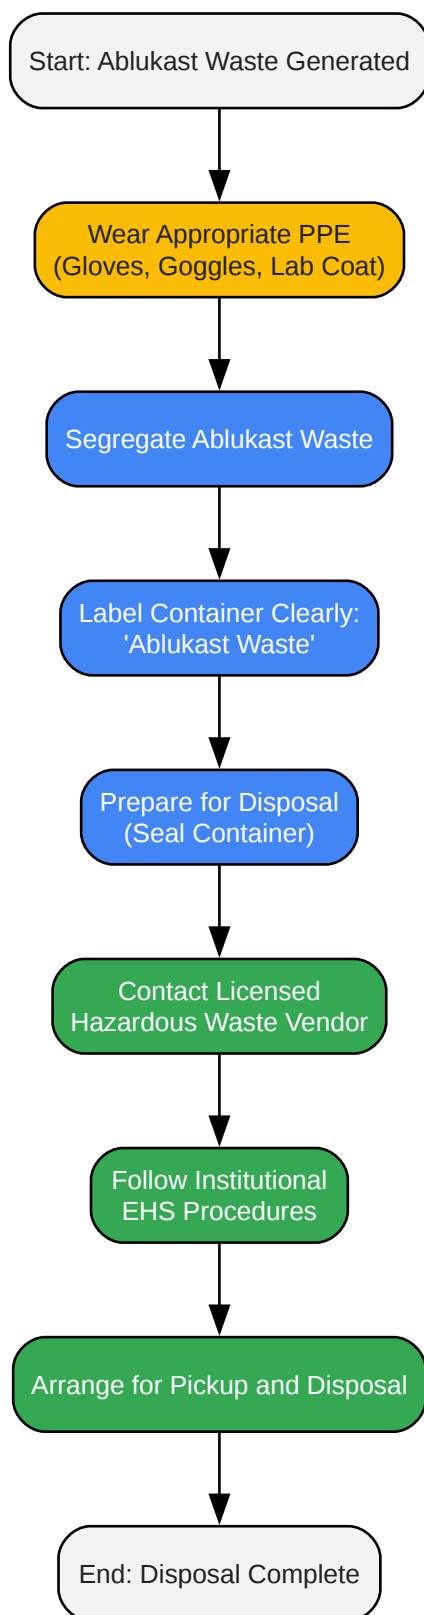 Start: Ablukast Waste Generated
Wear Appropriate PPE
(Gloves, Goggles, Lab Coat)
Segregate Ablukast Waste
Label Container Clearly:
'Ablukast Waste'
Prepare for Disposal
(Seal Container)
Contact Licensed
Hazardous Waste Vendor
Follow Institutional
EHS Procedures
Arrange for Pickup and Disposal
End: Disposal Complete